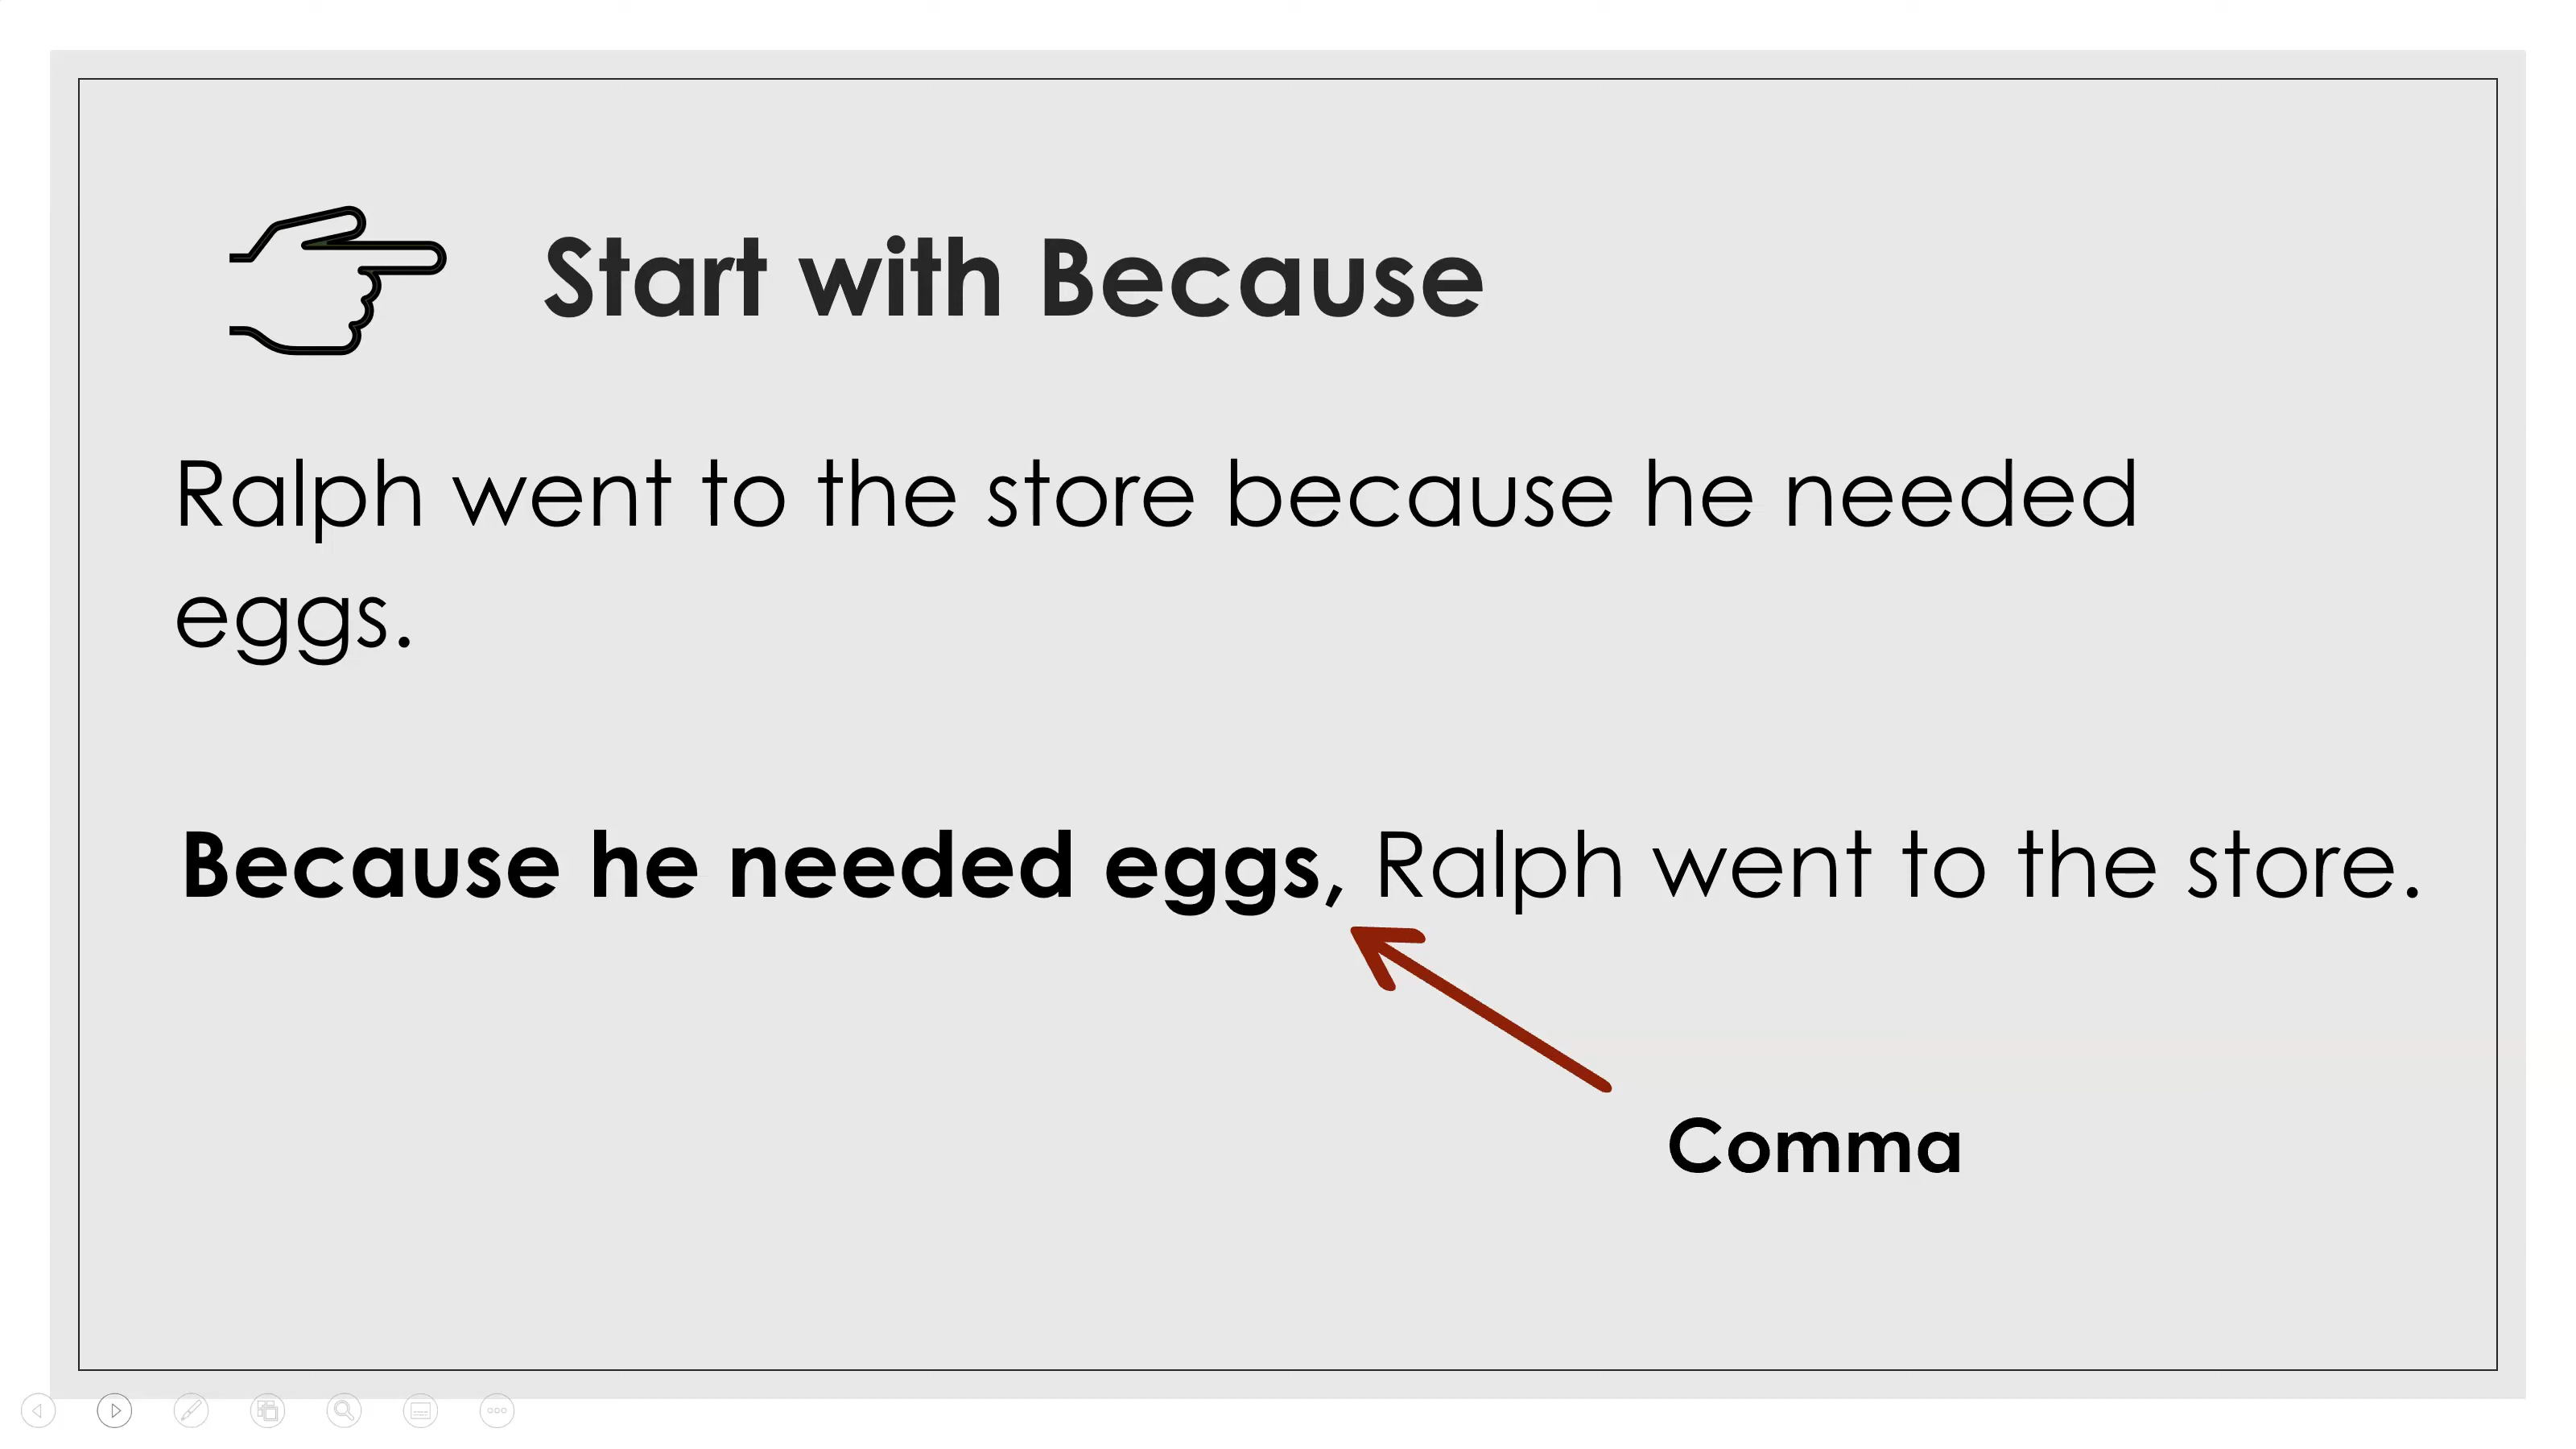 Start with Because
Ralph went to the store because he needed
eggs.
Because he needed eggs, Ralph went to the store.
Comma